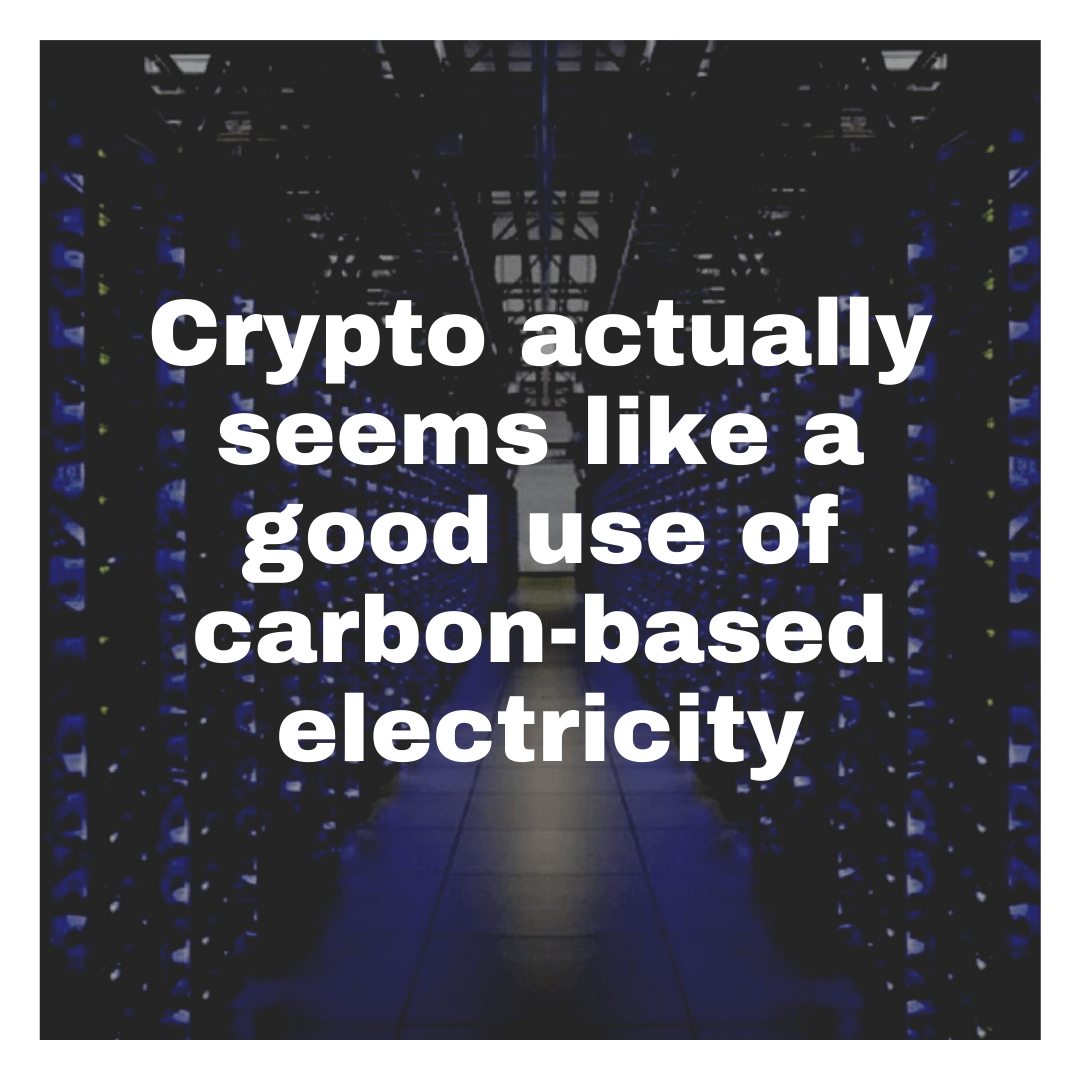 Crypto actually
seems like a
good use of
carbon-based
electricity